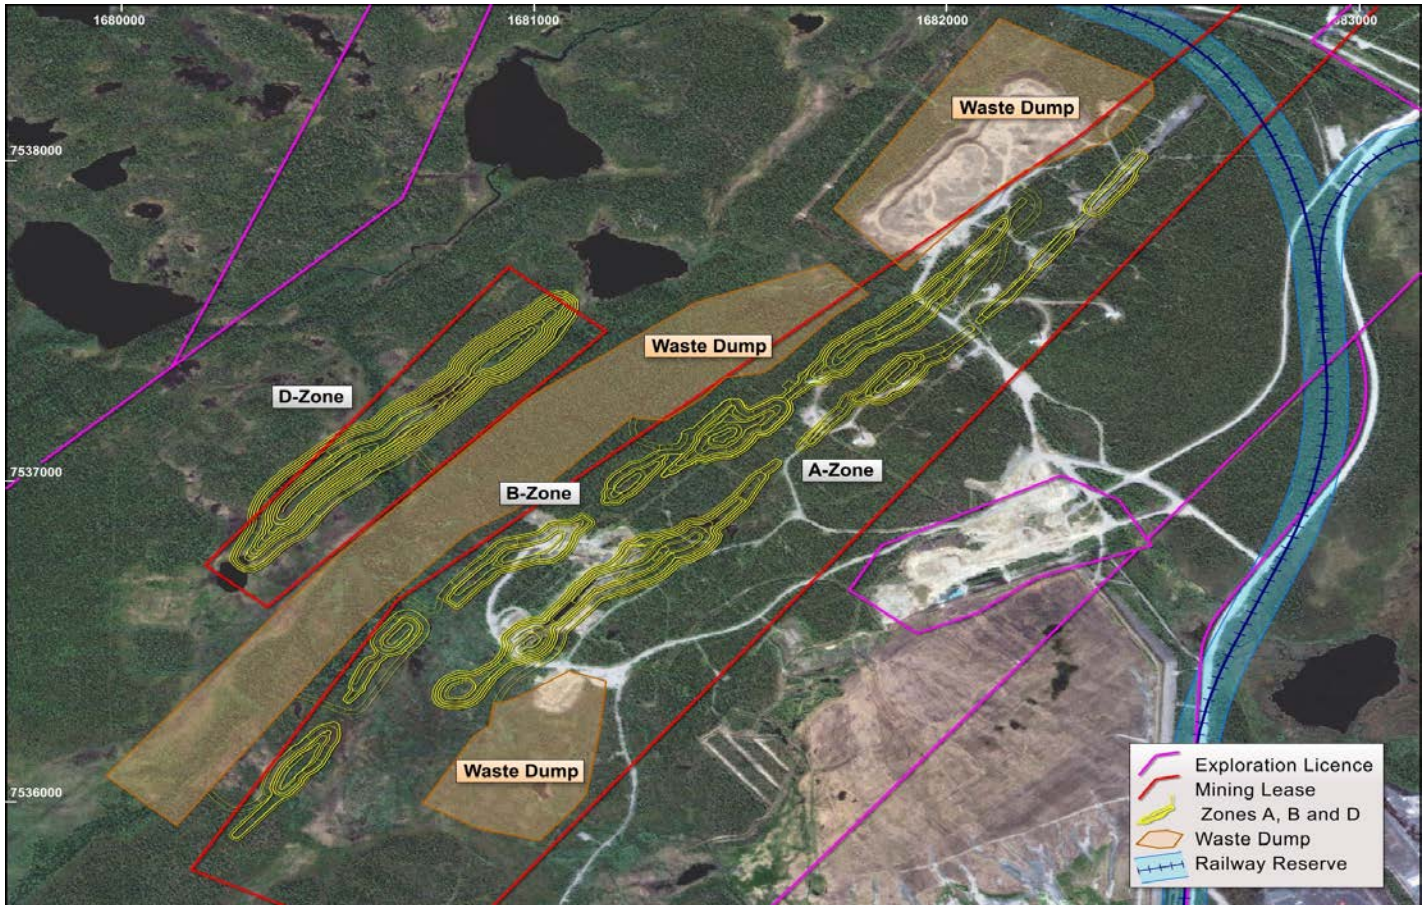 1680000
1681000
1682000
683000
Waste Dump
7538000
Waste Dump
D-Zone
A-Zone
7537000
B-Zone
Waste Dump
7536000
Exploration Licence
Mining Lease
Zones A, B and D
Waste Dump
Railway Reserve